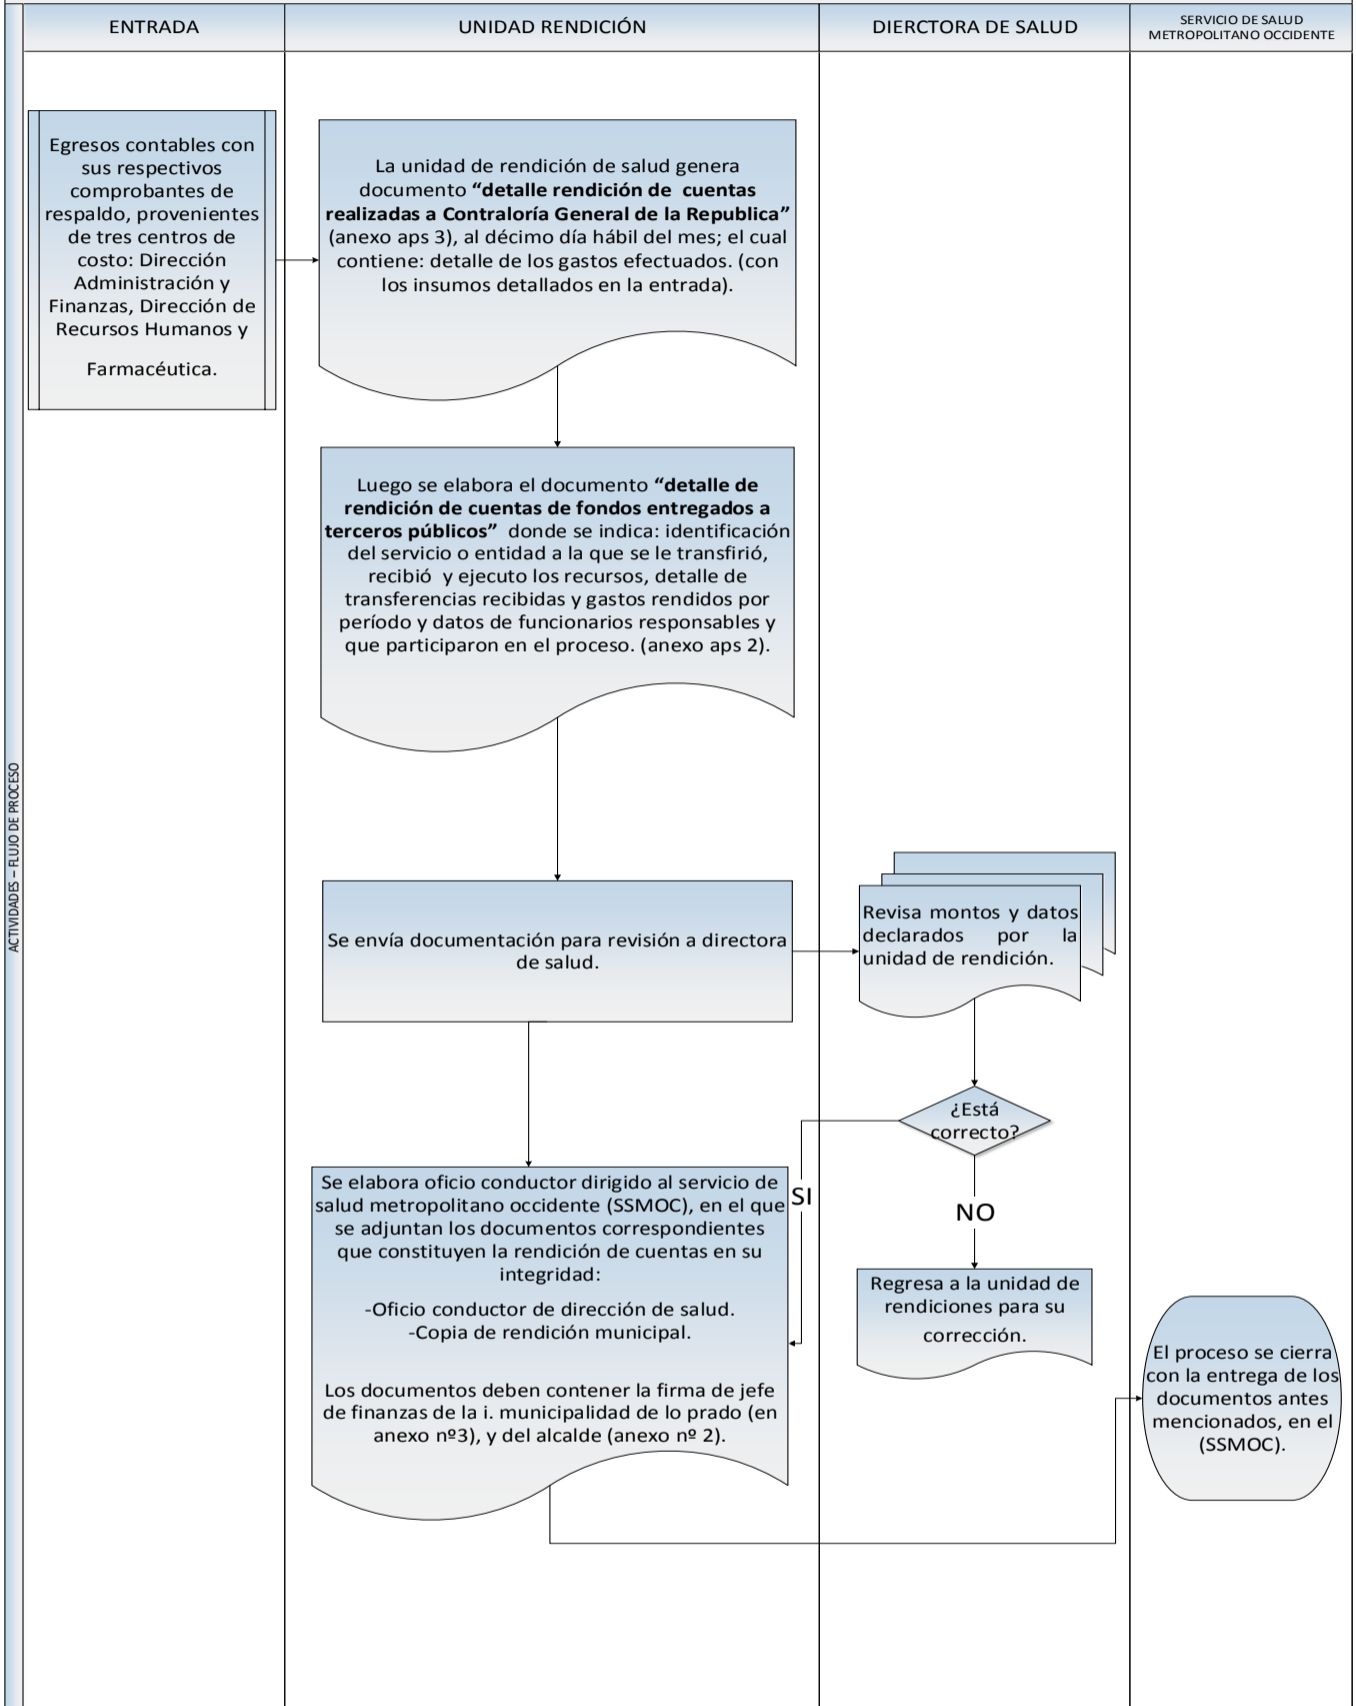 ENTRADA
UNIDAD RENDICIÓN
DIERCTORA DE SALUD
SERVICIO DE SALUD
METROPOLITANO OCCIDENTE
ACTIVIDADES – FLUJO DE PROCESO
Egresos contables con
sus respectivos
comprobantes de
respaldo, provenientes
de tres centros de
costo: Dirección
Administración y
Finanzas, Dirección de
Recursos Humanos y
Farmacéutica.
La unidad de rendición de salud genera
documento “detalle rendición de cuentas
realizadas a Contraloría General de la Republica”
(anexo aps 3), al décimo día hábil del mes; el cual
contiene: detalle de los gastos efectuados. (con
los insumos detallados en la entrada).
Luego se elabora el documento “detalle de
rendición de cuentas de fondos entregados a
terceros públicos” donde se indica: identificación
del servicio o entidad a la que se le transfirió,
recibió y ejecuto los recursos, detalle de
transferencias recibidas y gastos rendidos por
período y datos de funcionarios responsables y
que participaron en el proceso. (anexo aps 2).
Se envía documentación para revisión a directora
de salud.
Revisa montos y datos
declarados por la
unidad de rendición.
¿Está
correcto?
SI
NO
Se elabora oficio conductor dirigido al servicio de
salud metropolitano occidente (SSMOC), en el que
se adjuntan los documentos correspondientes
que constituyen la rendición de cuentas en su
integridad:
-Oficio conductor de dirección de salud.
-Copia de rendición municipal.
Los documentos deben contener la firma de jefe
de finanzas de la i. municipalidad de lo prado (en
anexo nº3), y del alcalde (anexo nº 2).
Regresa a la unidad de
rendiciones para su
corrección.
El proceso se cierra
con la entrega de los
documentos antes
mencionados, en el
(SSMOC).